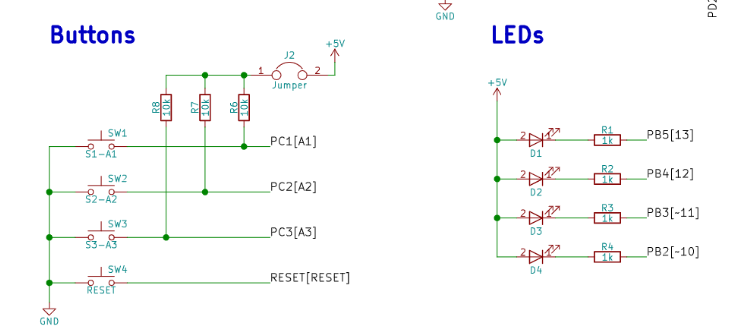 GND
PD2
Buttons
LEDs
+5V
J2
1
2
Jumper
R8
10k
R7
10k
R6
10k
SW1
S1-A1
PC1[A1]
SW2
S2-A2
PC2[A2]
SW3
S3-A3
PC3[A3]
SW4
RESET
RESET[RESET]
GND
+5V
2
1
D1
R1
1k
PB5[13]
2
1
D2
R2
1k
PB4[12]
2
1
D3
R3
1k
PB3[~11]
2
1
D4
R4
1k
PB2[~10]